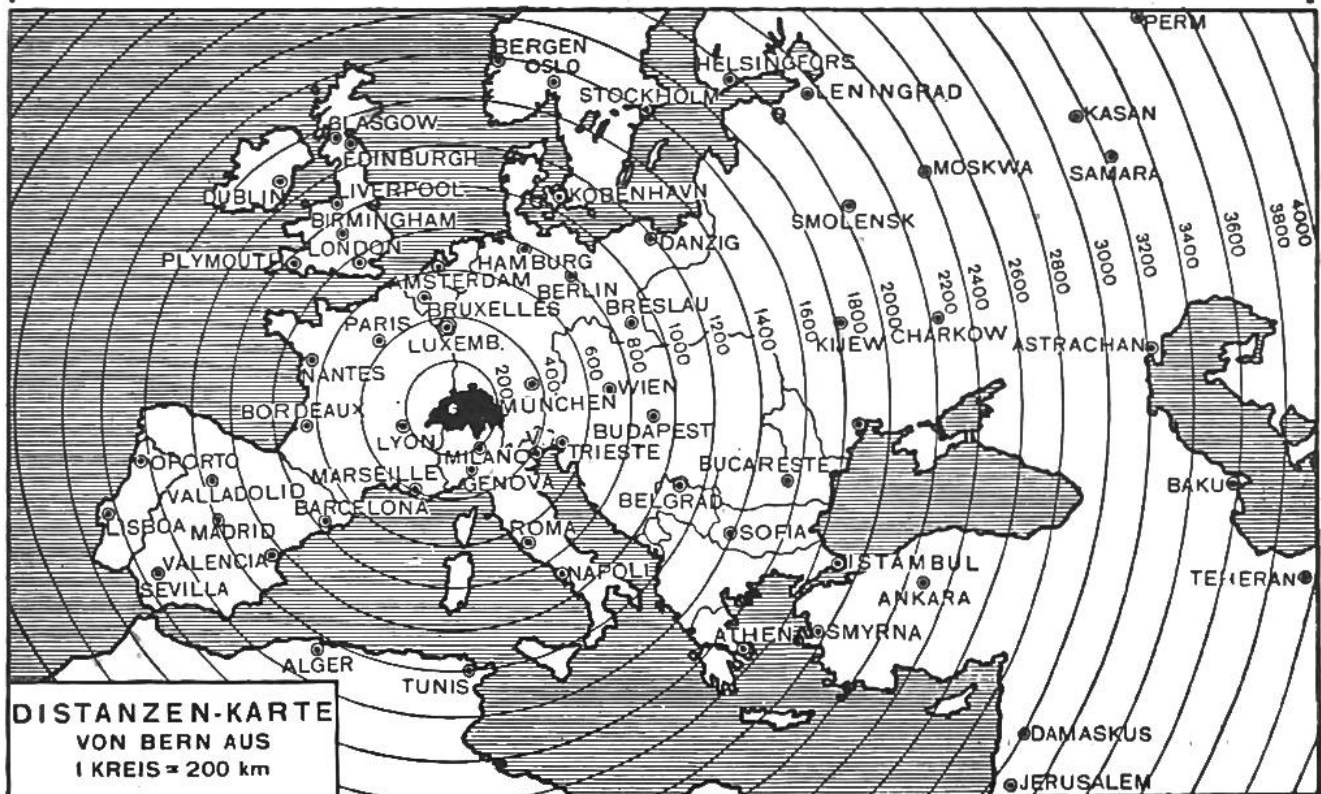 BERGEN
OSLO
HELSINGFORS
PERM
STOCKHOLM
LENINGRAD
KASAN
GLASGOW
EDINBURGH
MOSKWA
SAMARA
DUBLIN
LIVERPOOL
KOBENHAVN
SMOLENSK
BIRMINGHAM
LONDON
PLYMOUTH
HAMBURG
DANZIG
AMSTERDAM
BERLIN
BRUXELLES
BRESLAU
PARIS
LUXEMB.
KIJEW
CHARKOW
ASTRACHAN
200
400
600
800
1000
1200
1400
1600
1800
2000
2200
2400
2600
2800
3000
3200
3400
3600
3800
4000
NANTES
WIEN
MÜNCHEN
BORDEAUX
LYON
BUDAPEST
MILANO
TRIESTE
OPORTO
MARSEILLE
GENOVA
BUCAREST
VALLADOLID
BELGRAD
BAKU
BARCELONA
LISBOA
MADRID
ROMA
SOFIA
VALENCIA
ISTAMBUL
SEVILLA
NAPOLI
ANKARA
TEHERAN
ATHEN
SMYRNA
ALGER
TUNIS
DISTANZEN-KARTE
VON BERN AUS
1 KREIS = 200 km
DAMASKUS
JERUSALEM